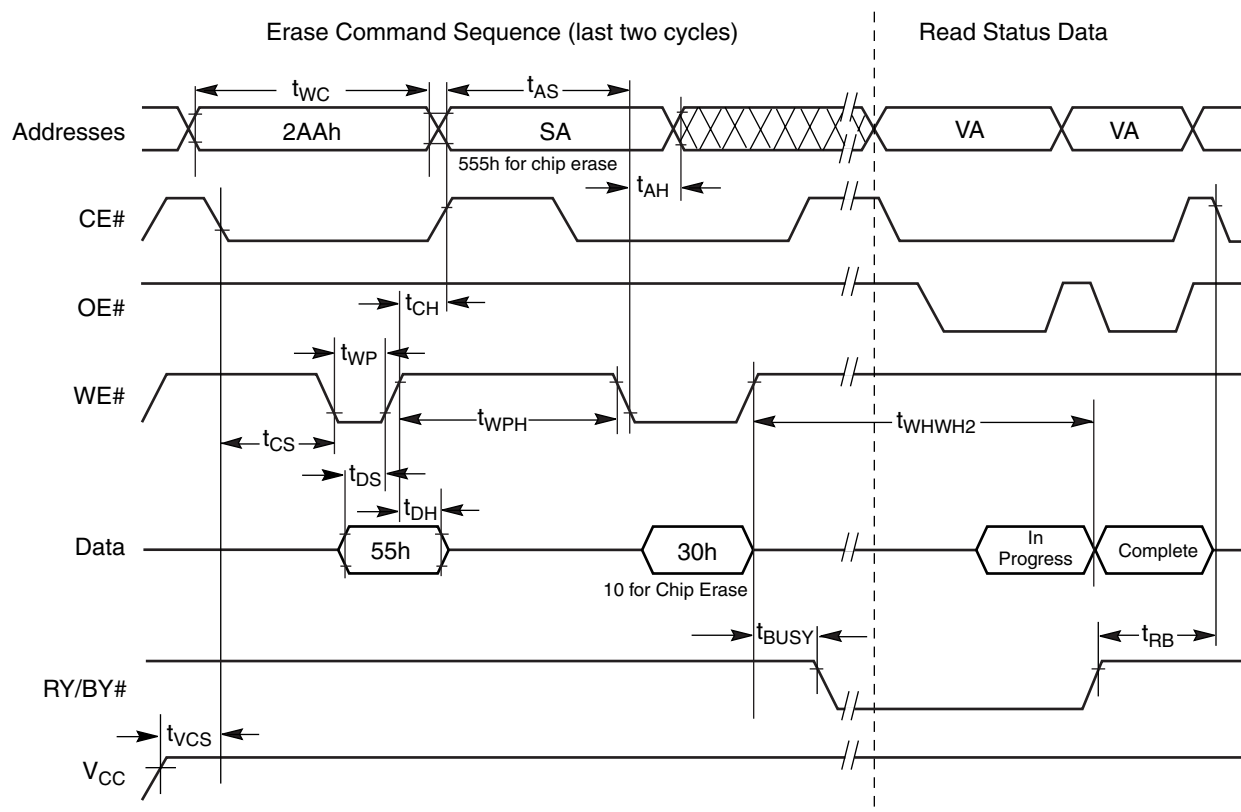 Erase Command Sequence (last two cycles)
Read Status Data
tWC
tAS
Addresses
2AAh
SA
VA
VA
555h for chip erase
tAH
CE#
OE#
tCH
tWP
WE#
tWPH
tWHWH2
tCS
tDS
tDH
Data
55h
30h
In
Progress
Complete
10 for Chip Erase
tBUSY
tRB
RY/BY#
tVCS
VCC